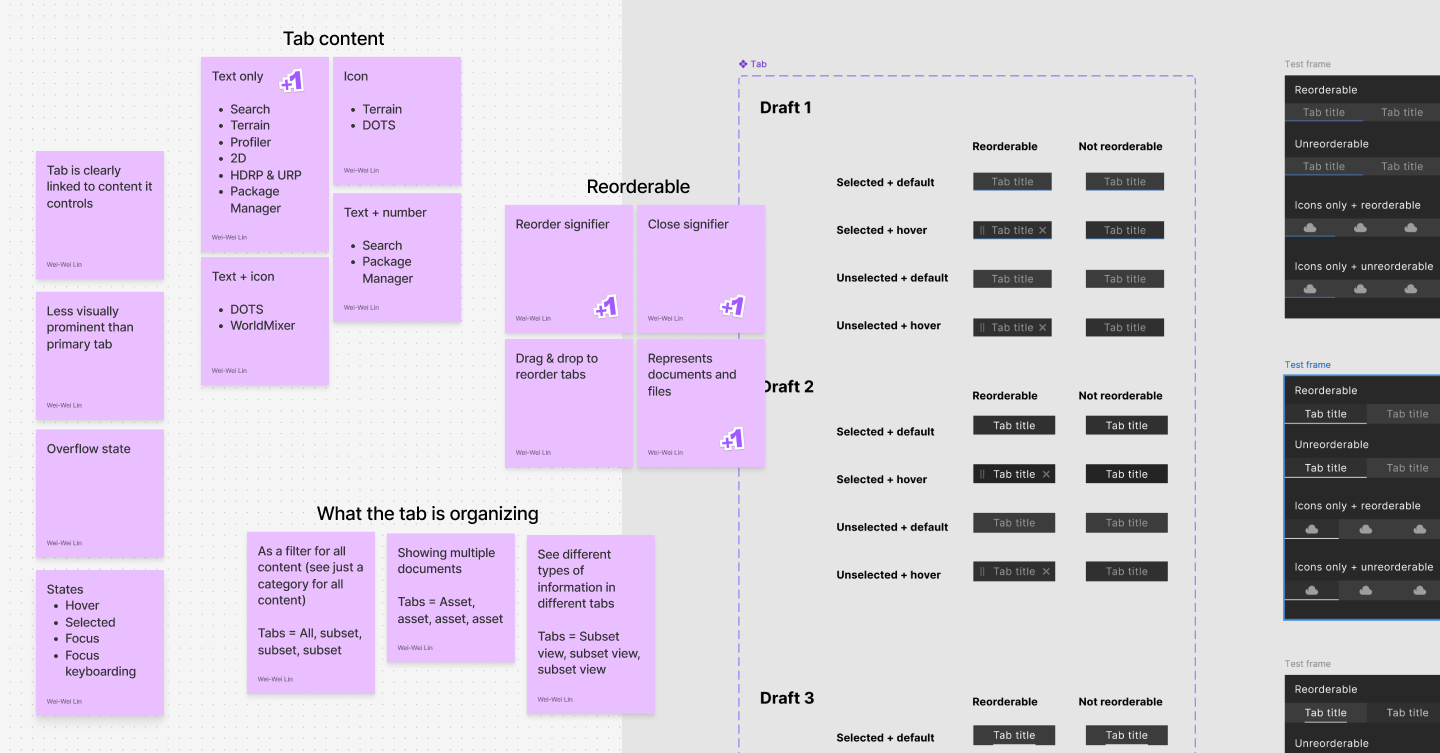 Tab content
Text only
+1
• Search
• Terrain
• Profiler
• 2D
• HDRP & URP
• Package
Manager
Wei-Wei Lin
Icon
• Terrain
• DOTS
Wei-Wei Lin
Text + number
• Search
• Package
Manager
Wei-Wei Lin
Text + icon
• DOTS
• WorldMixer
Wei-Wei Lin
Tab is clearly
linked to content it
controls
Wei-Wei Lin
Less visually
prominent than
primary tab
Wei-Wei Lin
Overflow state
Wei-Wei Lin
States
• Hover
• Selected
• Focus
• Focus
keyboarding
Wei-Wei Lin
Reorderable
Reorder signifier
Wei-Wei Lin
+1
Close signifier
Wei-Wei Lin
+1
Drag & drop to
reorder tabs
Wei-Wei Lin
Represents
documents and
files
+1
Wei-Wei Lin
What the tab is organizing
As a filter for all
content (see just a
category for all
content)
Tabs = All, subset,
subset, subset
Wei-Wei Lin
Showing multiple
documents
Tabs = Asset,
asset, asset, asset
Wei-Wei Lin
See different
types of
information in
different tabs
Tabs = Subset
view, subset view,
subset view
Wei-Wei Lin
Tab
Draft 1
Reorderable Not reorderable
Selected + default Tab title Tab title
Selected + hover Tab title Tab title
Unselected + default Tab title Tab title
Unselected + hover Tab title Tab title
Draft 2
Reorderable Not reorderable
Selected + default Tab title Tab title
Selected + hover Tab title Tab title
Unselected + default Tab title Tab title
Unselected + hover Tab title Tab title
Draft 3
Reorderable Not reorderable
Selected + default Tab title Tab title
Test frame
Reorderable
Tab title Tab title
Unreorderable
Tab title Tab title
Icons only + reorderable
Icons only + unreorderable
Test frame
Reorderable
Tab title Tab title
Unreorderable
Tab title Tab title
Icons only + reorderable
Icons only + unreorderable
Test frame
Reorderable
Tab title Tab title
Unreorderable